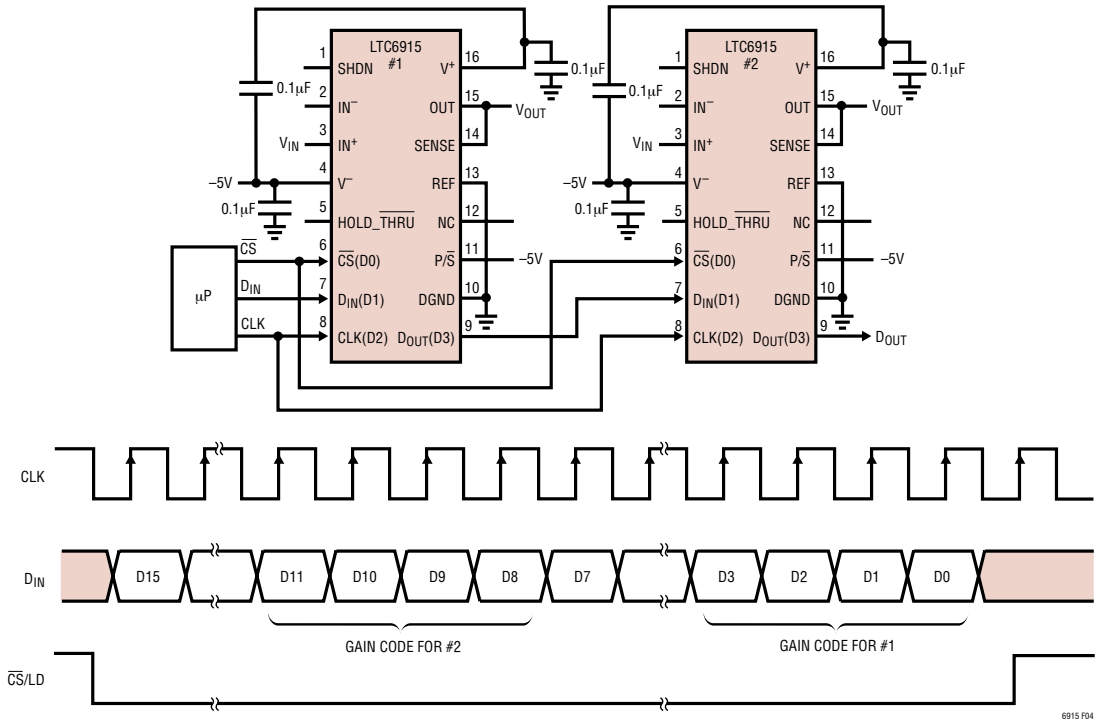 LTC6915
#1
1
SHDN
16
V⁺
0.1µF
0.1µF
2
IN⁻
15
OUT
VOUT
VIN
3
IN⁺
14
SENSE
–5V
4
V⁻
13
REF
0.1µF
5
HOLD_THRU
12
NC
6
CS(D0)
11
P/S
–5V
7
DIN(D1)
10
DGND
8
CLK(D2)
9
DOUT(D3)
µP
CS
DIN
CLK
LTC6915
#2
1
SHDN
16
V⁺
0.1µF
0.1µF
2
IN⁻
15
OUT
VOUT
VIN
3
IN⁺
14
SENSE
–5V
4
V⁻
13
REF
0.1µF
5
HOLD_THRU
12
NC
6
CS(D0)
11
P/S
–5V
7
DIN(D1)
10
DGND
8
CLK(D2)
9
DOUT(D3)
DOUT
CLK
DIN
D15 D11 D10 D9 D8 D7 D3 D2 D1 D0
GAIN CODE FOR #2
GAIN CODE FOR #1
CS/LD
6915 F04